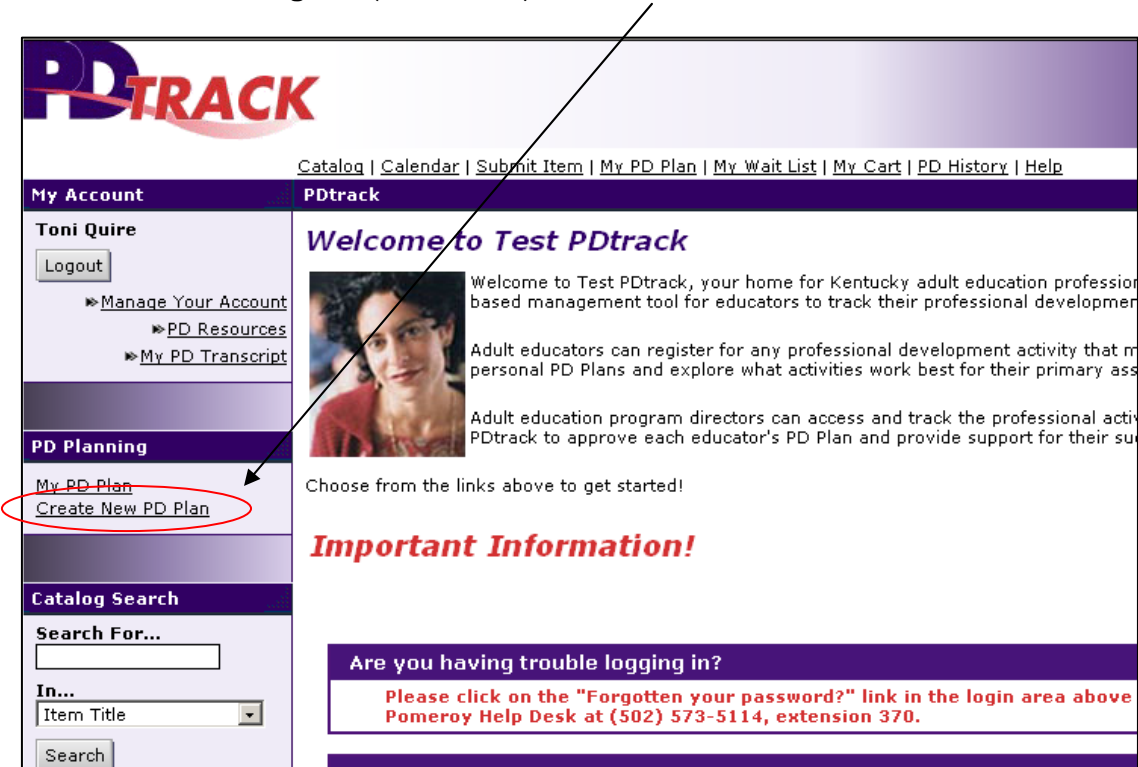 PDTRACK
Catalog | Calendar | Submit Item | My PD Plan | My Wait List | My Cart | PD History | Help
My Account
Toni Quire
Logout
Manage Your Account
PD Resources
My PD Transcript
PD Planning
My PD Plan
Create New PD Plan
Catalog Search
Search For...
In...
Item Title
Search
PDtrack
Welcome to Test PDtrack
Welcome to Test PDtrack, your home for Kentucky adult education
based management tool for educators to track their professional
Adult educators can register for any professional development activity that
personal PD Plans and explore what activities work best for their primary
Adult education program directors can access and track the professional
PDtrack to approve each educator's PD Plan and provide support for their
Choose from the links above to get started!
Important Information!
Are you having trouble logging in?
Please click on the "Forgotten your password?" link in the login area above
Pomeroy Help Desk at (502) 573-5114, extension 370.